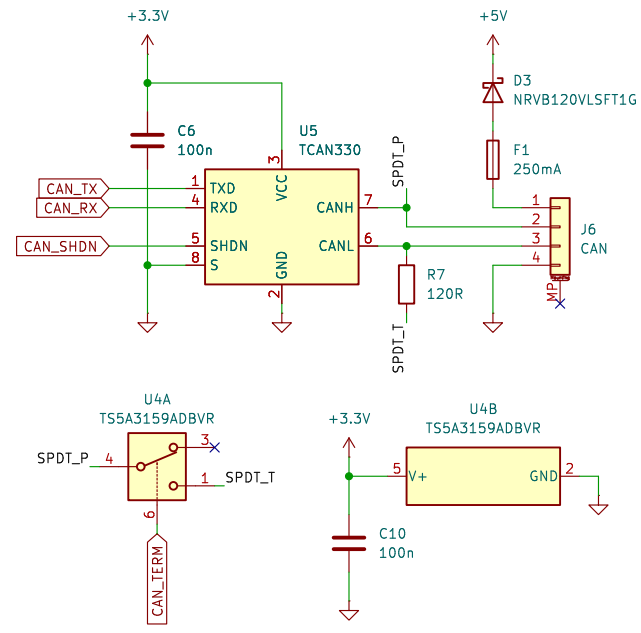 +3.3V
+5V
D3
NRVB120VLSFT1G
C6
100n
U5
TCAN330
SPDT_P
F1
250mA
3
VCC
CAN_TX
1
TXD
CAN_RX
4
RXD
CANH
7
1
2
CAN_SHDN
5
SHDN
CANL
6
3
J6
CAN
8
S
GND
4
2
R7
120R
MP
SPDT_T
U4A
TS5A3159ADBVR
SPDT_P
4
3
1
SPDT_T
6
CAN_TERM
+3.3V
U4B
TS5A3159ADBVR
5
V+
GND
2
C10
100n